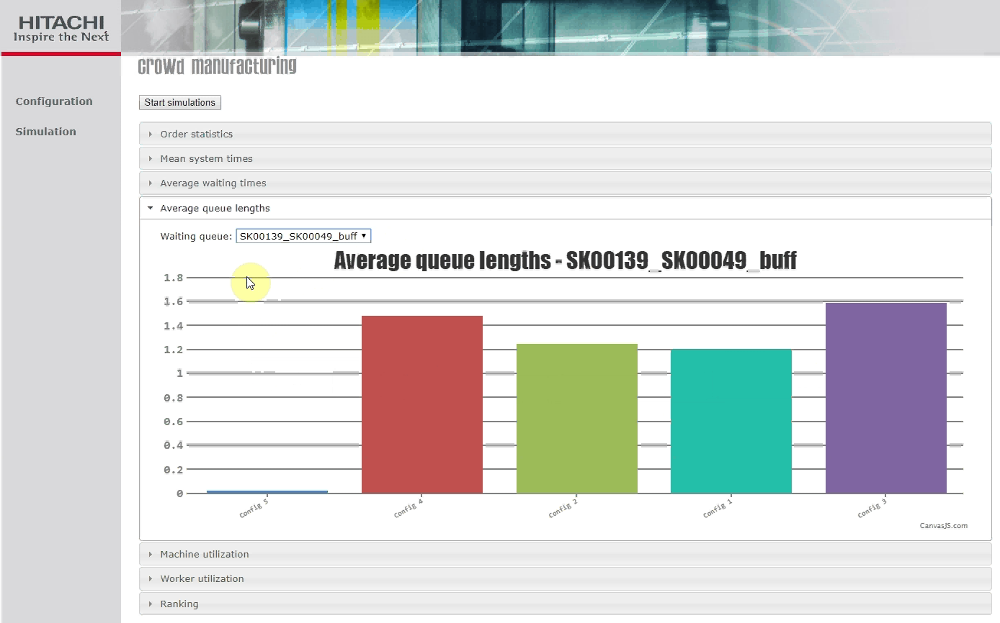 HITACHI
Inspire the Next
crowd manufacturing
Configuration
Simulation
Start simulations
Order statistics
Mean system times
Average waiting times
Average queue lengths
Waiting queue: SK00139_SK00049_buff
Average queue lengths - SK00139_SK00049_buff
1.8
1.6
1.4
1.2
1
0.8
0.6
0.4
0.2
0
Config 5
Config 4
Config 2
Config 1
Config 3
CanvasJS.com
Machine utilization
Worker utilization
Ranking